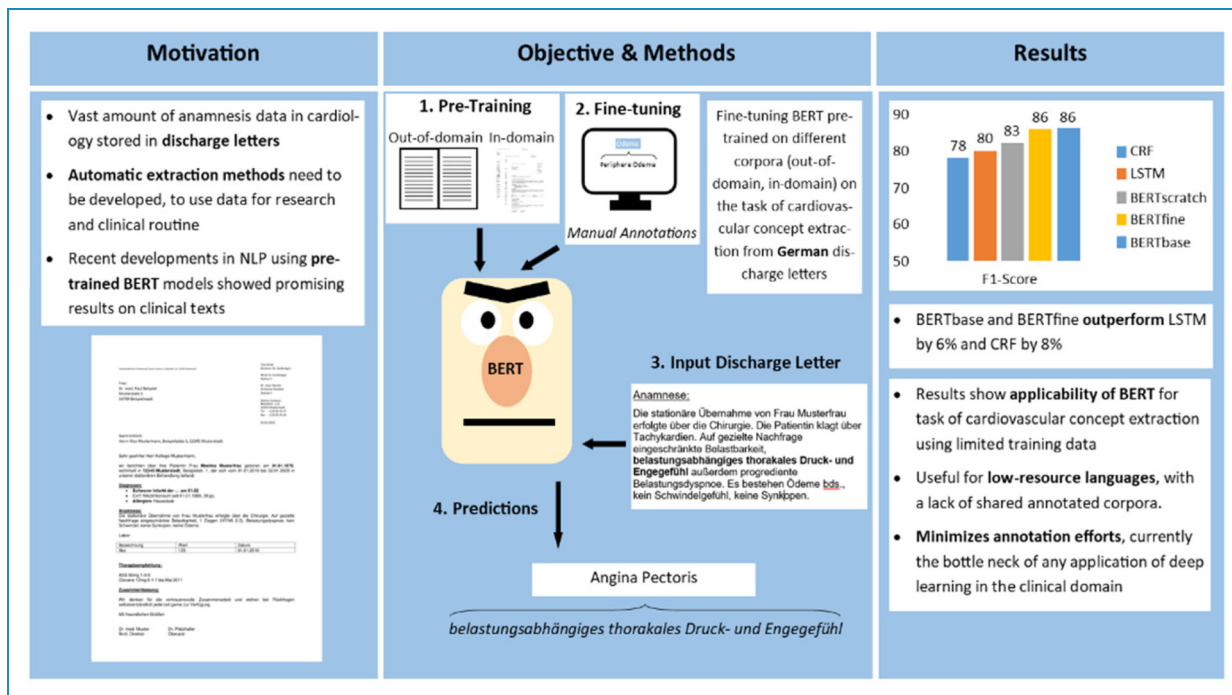 Motivation
Objective & Methods
Results
• Vast amount of anamnesis data in cardiol-
ogy stored in discharge letters
• Automatic extraction methods need to
be developed, to use data for research
and clinical routine
• Recent developments in NLP using pre-
trained BERT models showed promising
results on clinical texts
1. Pre-Training
Out-of-domain In-domain
2. Fine-tuning
Ödeme
Periphere Ödeme
Manual Annotations
Fine-tuning BERT pre-
trained on different
corpora (out-of-
domain, in-domain) on
the task of cardiovas-
cular concept extrac-
tion from German dis-
charge letters
BERT
3. Input Discharge Letter
Anamnese:
Die stationäre Übernahme von Frau Musterfrau
erfolgte über die Chirurgie. Die Patientin klagt über
Tachykardien. Auf gezielte Nachfrage
eingeschränkte Belastbarkeit,
belastungsabhängiges thorakales Druck- und
Engegefühl außerdem progrediente
Belastungsdyspnoe. Es bestehen Ödeme bds.,
kein Schwindelgefühl, keine Synkopen.
4. Predictions
Angina Pectoris
belastungsabhängiges thorakales Druck- und Engegefühl
90
80
70
60
50
78
80
83
86
86
F1-Score
CRF
LSTM
BERTscratch
BERTfine
BERTbase
• BERTbase and BERTfine outperform LSTM
by 6% and CRF by 8%
• Results show applicability of BERT for
task of cardiovascular concept extraction
using limited training data
• Useful for low-resource languages, with
a lack of shared annotated corpora.
• Minimizes annotation efforts, currently
the bottle neck of any application of deep
learning in the clinical domain